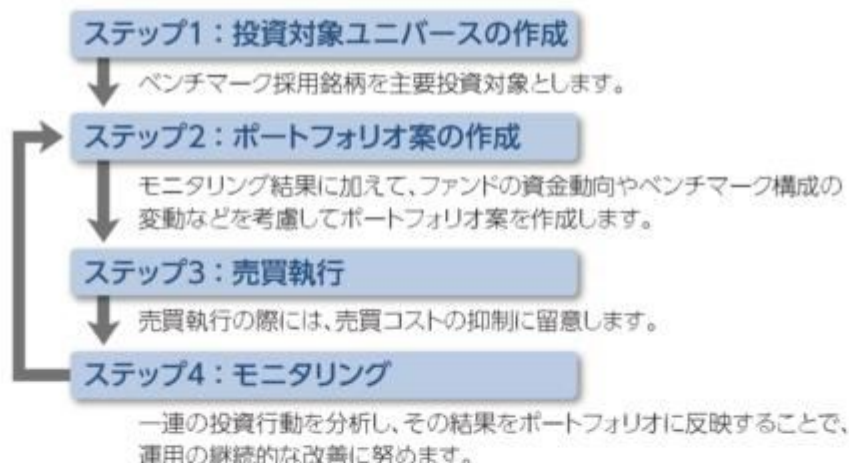 ステップ1：投資対象ユニバースの作成
ベンチマーク採用銘柄を主要投資対象とします。
ステップ2：ポートフォリオ案の作成
モニタリング結果に加えて、ファンドの資金動向やベンチマーク構成の
変動などを考慮してポートフォリオ案を作成します。
ステップ3：売買執行
売買執行の際には、売買コストの抑制に留意します。
ステップ4：モニタリング
一連の投資行動を分析し、その結果をポートフォリオに反映することで、
運用の継続的な改善に努めます。